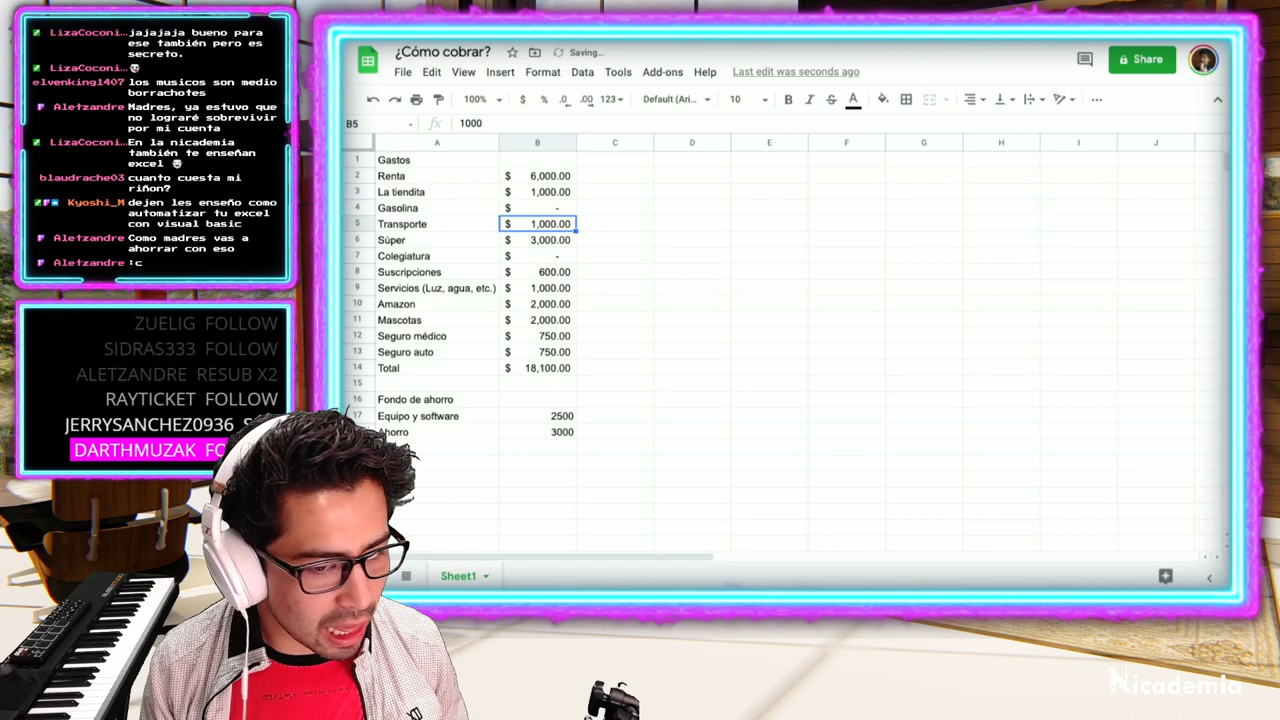 LizaCoconi… jajajaja bueno para
ese también pero es
secreto.
LizaCoconi…
elvenking1407 los musicos son medio
borrachotes
Aletzandre Madres, ya estuvo que
no lograré sobrevivir
por mi cuenta
LizaCoconi… En la nicademia
también te enseñan
excel
blaudrache03 cuanto cuesta mi
riñon?
Kyoshi_M dejen les enseño como
automatizar tu excel
con visual basic
Aletzandre Como madres vas a
ahorrar con eso
Aletzandre :c
ZUELIG FOLLOW
SIDRAS333 FOLLOW
ALETZANDRE RESUB X2
RAYTICKET FOLLOW
JERRYSANCHEZ0936
DARTHMUZAK
¿Cómo cobrar?
Saving…
Share
File Edit View Insert Format Data Tools Add-ons Help Last edit was seconds ago
100% $ % .0 .00 123 Default (Ari… 10 B I S A
B5 fx 1000
A B C D E F G H I J
1 Gastos
2 Renta $ 6,000.00
3 La tiendita $ 1,000.00
4 Gasolina $ -
5 Transporte $ 1,000.00
6 Súper $ 3,000.00
7 Colegiatura $ -
8 Suscripciones $ 600.00
9 Servicios (Luz, agua, etc.) $ 1,000.00
10 Amazon $ 2,000.00
11 Mascotas $ 2,000.00
12 Seguro médico $ 750.00
13 Seguro auto $ 750.00
14 Total $ 18,100.00
15
16 Fondo de ahorro
17 Equipo y software 2500
Ahorro 3000
Sheet1
Nicademia